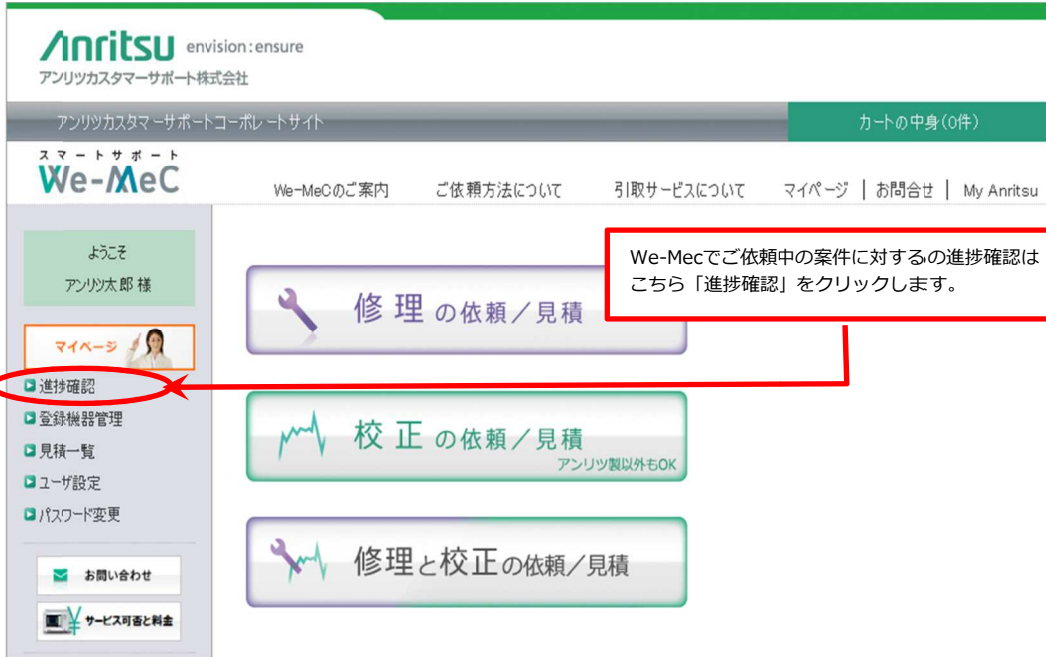 Anritsu envision:ensure
アンリツカスタマーサポート株式会社
アンリツカスタマーサポートコーポレートサイト
カートの中身(0件)
スマートサポート
We-MeC
We-MeCのご案内 ご依頼方法について 引取サービスについて マイページ | お問合せ | My Anritsu
ようこそ
アンリツ太郎 様
We-Mecでご依頼中の案件に対するの進捗確認は
こちら「進捗確認」をクリックします。
修理の依頼／見積
マイページ
進捗確認
登録機器管理
見積一覧
ユーザ設定
パスワード変更
校正の依頼／見積
アンリツ製以外もOK
修理と校正の依頼／見積
お問い合わせ
サービス可否と料金